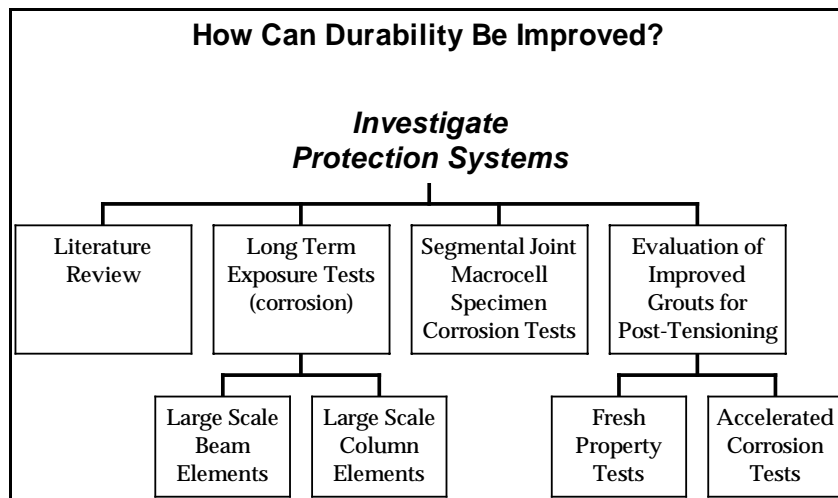 How Can Durability Be Improved?
Investigate
Protection Systems
Literature
Review
Long Term
Exposure Tests
(corrosion)
Segmental Joint
Macrocell
Specimen
Corrosion Tests
Evaluation of
Improved
Grouts for
Post-Tensioning
Large Scale
Beam
Elements
Large Scale
Column
Elements
Fresh
Property
Tests
Accelerated
Corrosion
Tests